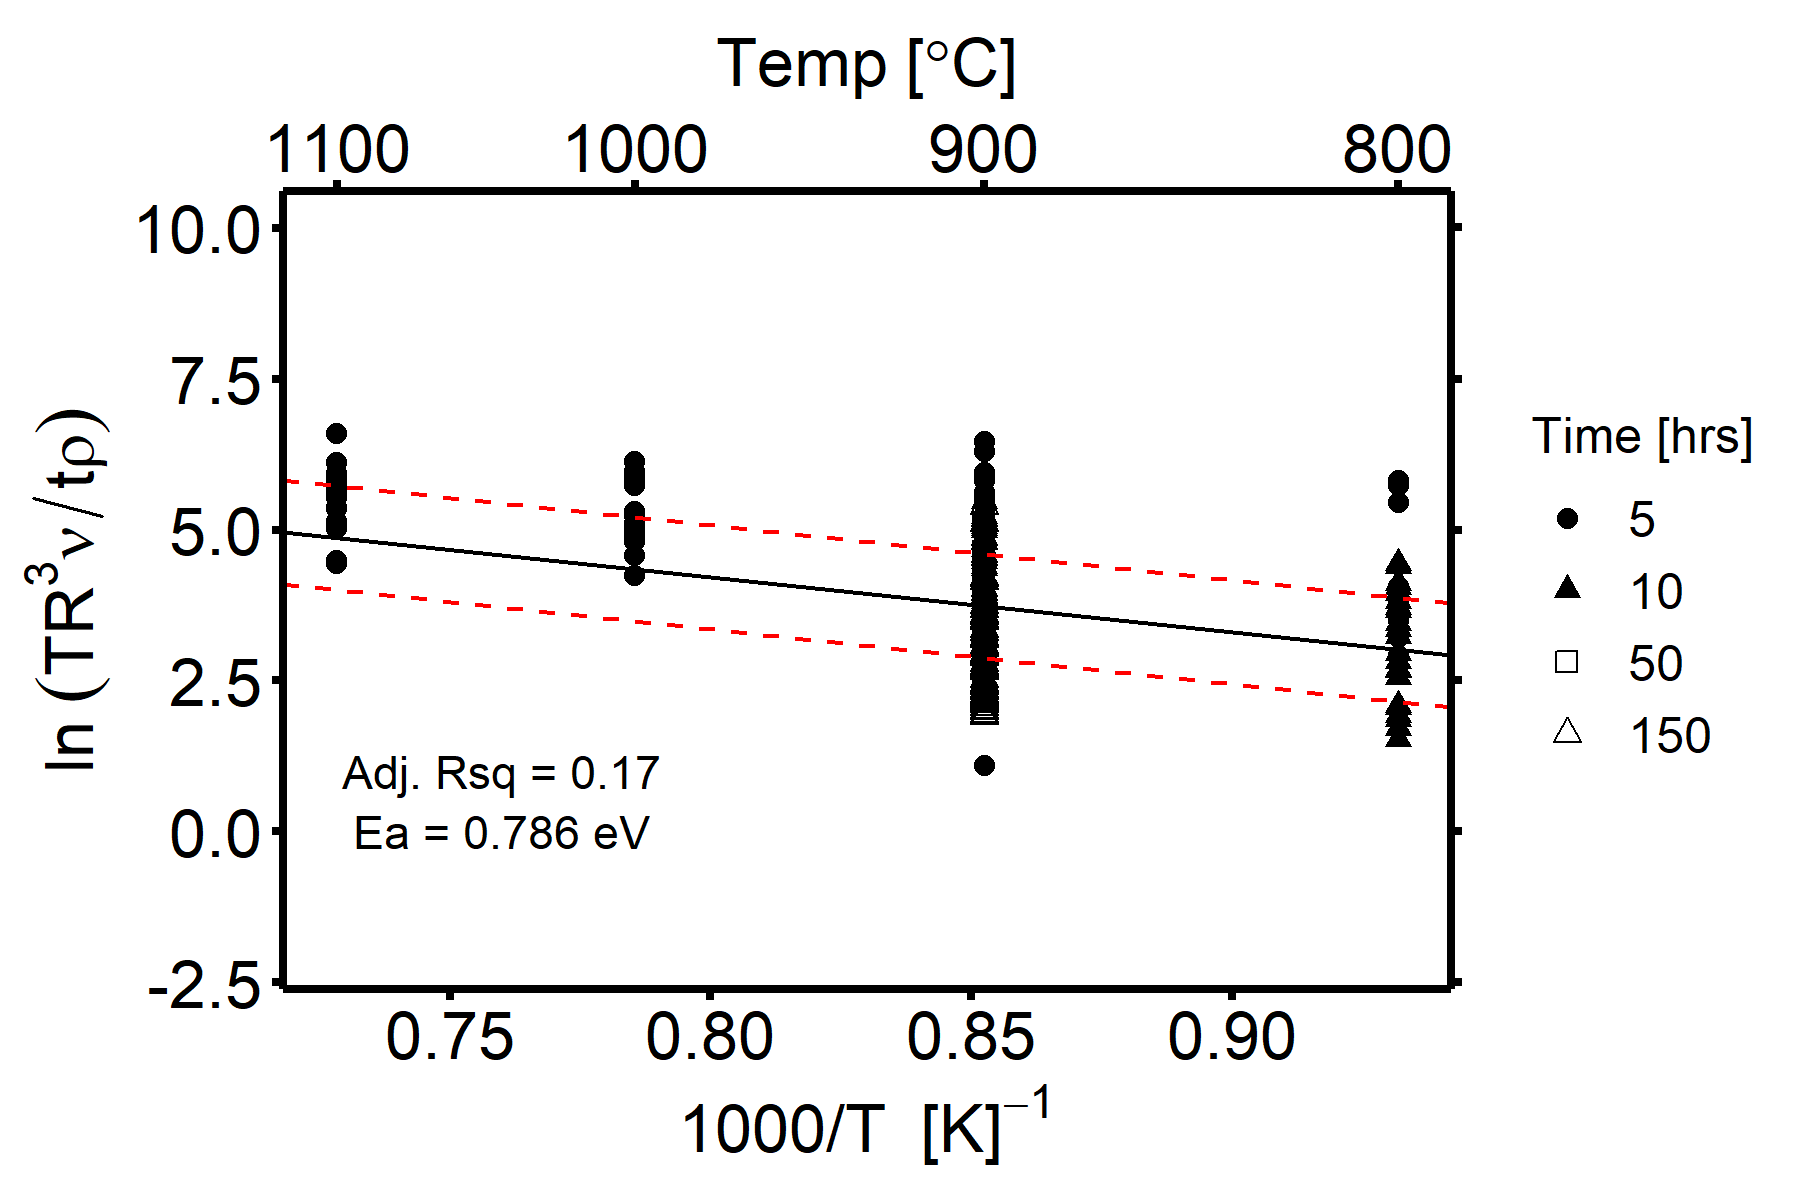 Temp [°C]
1100 1000 900 800
10.0
7.5
5.0
2.5
0.0
-2.5
ln (TR³ν / tρ)
Adj. Rsq = 0.17
Ea = 0.786 eV
0.75 0.80 0.85 0.90
1000/T [K]⁻¹
Time [hrs]
5
10
50
150